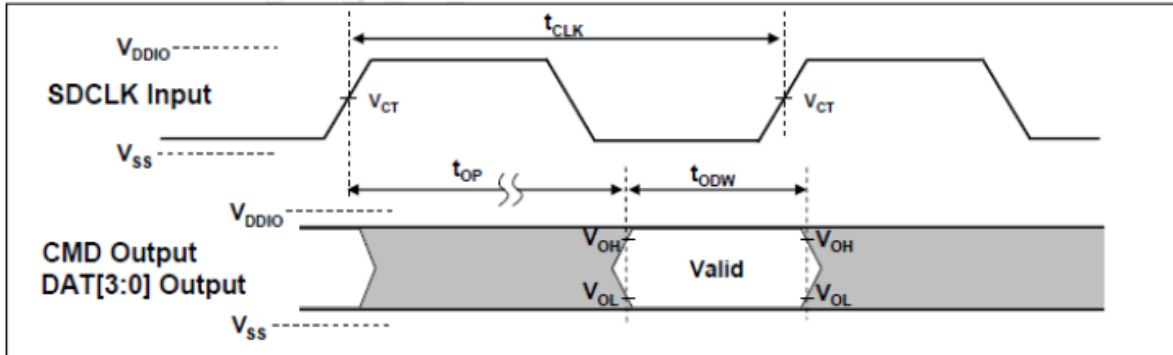 tCLK
VDDIO
SDCLK Input
VCT
VCT
VSS
tOP
tODW
VDDIO
CMD Output
DAT[3:0] Output
VOH
VOH
Valid
VOL
VOL
VSS